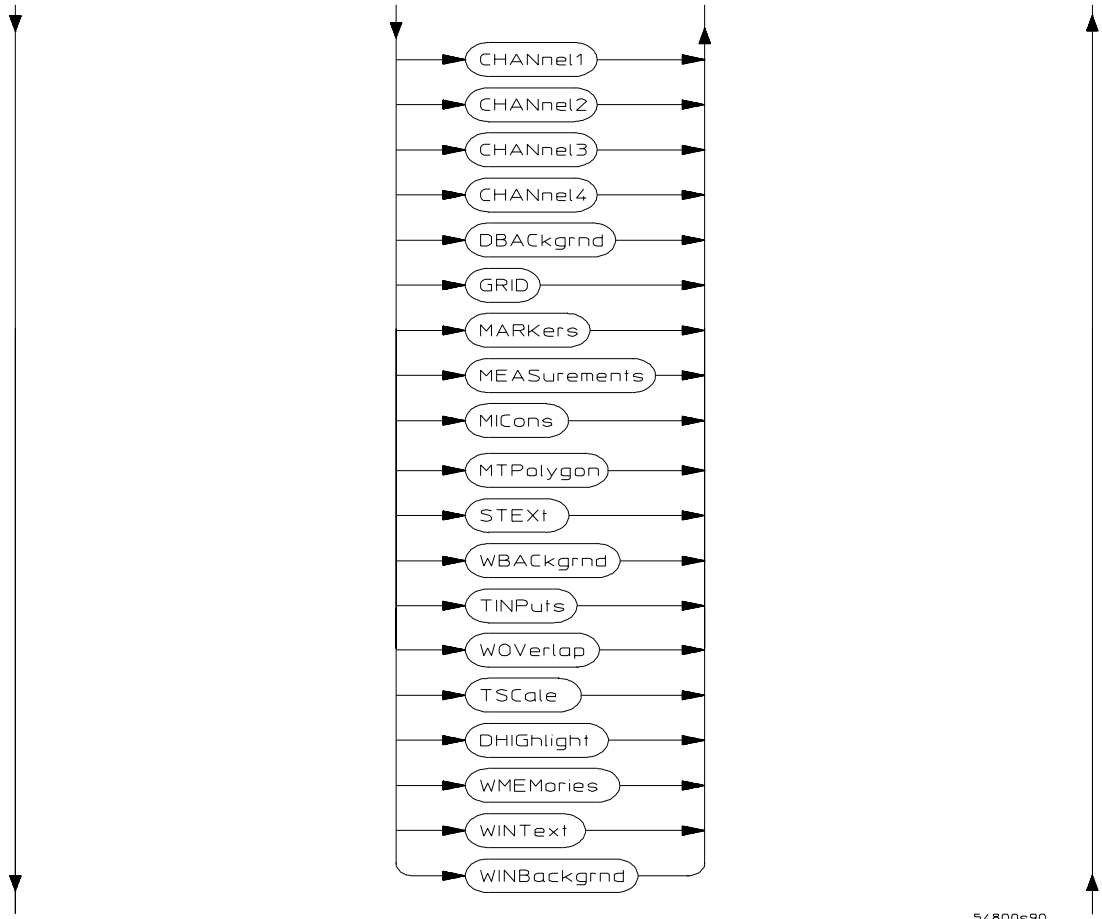 CHANnel1
CHANnel2
CHANnel3
CHANnel4
DBACkgrnd
GRID
MARKers
MEASurements
MICons
MTPolygon
STEXt
WBACkgrnd
TINPuts
WOVerlap
TSCale
DHIGhlight
WMEMories
WINText
WINBackgrnd